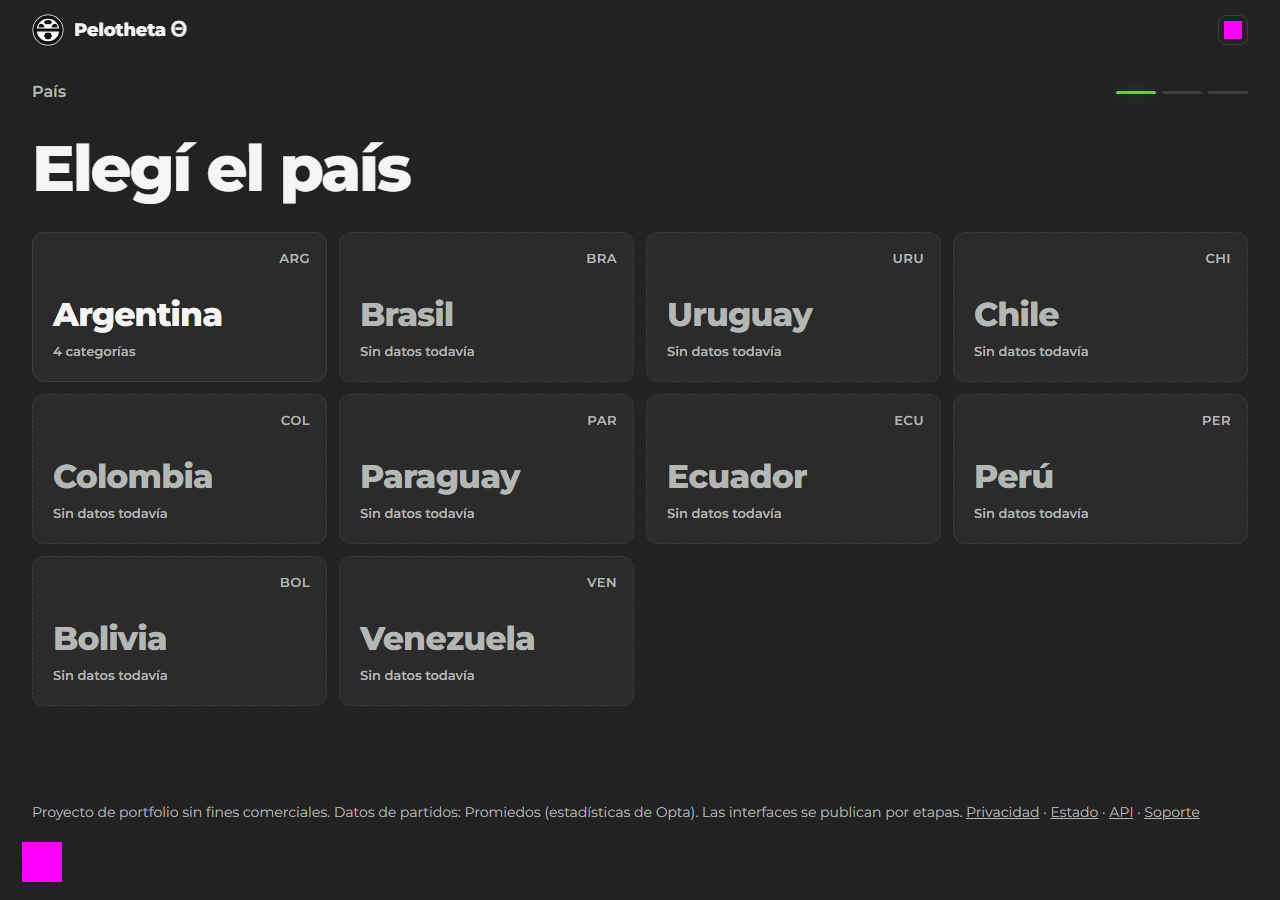 Pelotheta Θ
País
Elegí el país
ARG
Argentina
4 categorías
BRA
Brasil
Sin datos todavía
URU
Uruguay
Sin datos todavía
CHI
Chile
Sin datos todavía
COL
Colombia
Sin datos todavía
PAR
Paraguay
Sin datos todavía
ECU
Ecuador
Sin datos todavía
PER
Perú
Sin datos todavía
BOL
Bolivia
Sin datos todavía
VEN
Venezuela
Sin datos todavía
Proyecto de portfolio sin fines comerciales. Datos de partidos: Promiedos (estadísticas de Opta). Las interfaces se publican por etapas. Privacidad · Estado · API · Soporte